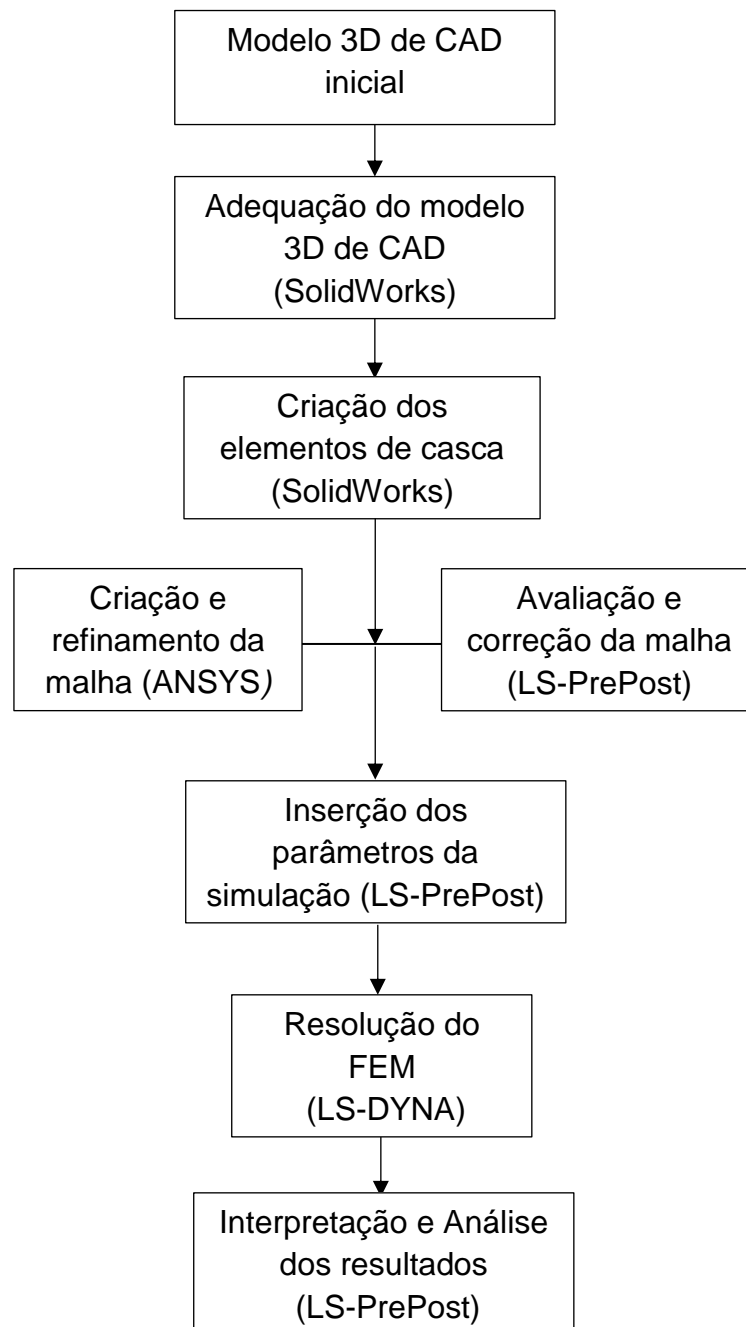 Modelo 3D de CAD
inicial
Adequação do modelo
3D de CAD
(SolidWorks)
Criação dos
elementos de casca
(SolidWorks)
Criação e
refinamento da
malha (ANSYS)
Avaliação e
correção da malha
(LS-PrePost)
Inserção dos
parâmetros da
simulação (LS-PrePost)
Resolução do
FEM
(LS-DYNA)
Interpretação e Análise
dos resultados
(LS-PrePost)